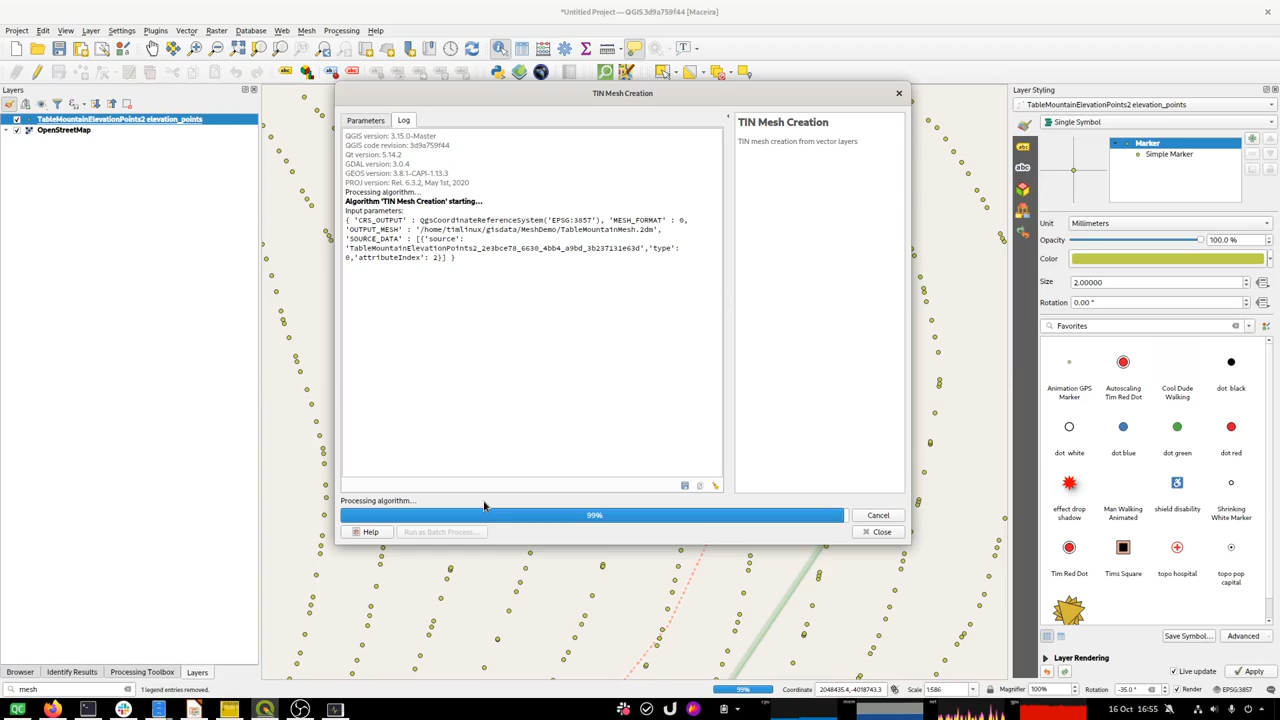 *Untitled Project — QGIS 3d9a759f44 [Maceira]
Project Edit View Layer Settings Plugins Vector Raster Database Web Mesh Processing Help
Layers
TableMountainElevationPoints2 elevation_points
OpenStreetMap
TIN Mesh Creation
Parameters Log
QGIS version: 3.15.0-Master
QGIS code revision: 3d9a759f44
Qt version: 5.14.2
GDAL version: 3.0.4
GEOS version: 3.8.1-CAPI-1.13.3
PROJ version: Rel. 6.3.2, May 1st, 2020
Processing algorithm…
Algorithm 'TIN Mesh Creation' starting…
Input parameters:
{ 'CRS_OUTPUT' : QgsCoordinateReferenceSystem('EPSG:3857'), 'MESH_FORMAT' : 0,
'OUTPUT_MESH' : '/home/timlinux/gisdata/MeshDemo/TableMountainMesh.2dm',
'SOURCE_DATA' : [{'source':
'TableMountainElevationPoints2_2e3bce78_6630_4bb4_a9bd_3b237131e63d','type':
0,'attributeIndex': 2}] }
TIN Mesh Creation
TIN mesh creation from vector layers
Processing algorithm…
99%
Cancel
Help
Run as Batch Process…
Close
Layer Styling
TableMountainElevationPoints2 elevation_points
Single Symbol
Marker
Simple Marker
Unit Millimeters
Opacity 100.0 %
Color
Size 2.00000
Rotation 0.00 °
Favorites
Animation GPS Marker
Autoscaling Tim Red Dot
Cool Dude Walking
dot black
dot white
dot blue
dot green
dot red
effect drop shadow
Man Walking Animated
shield disability
Shrinking White Marker
Tim Red Dot
Tims Square
topo hospital
topo pop capital
Save Symbol…
Advanced
Layer Rendering
Live update
Apply
Browser Identify Results Processing Toolbox Layers
mesh
1 legend entries removed.
99%
Coordinate 2048435.4,-4018743.3
Scale 1:586
Magnifier 100%
Rotation -35.0 °
Render
EPSG:3857
16 Oct 16:55